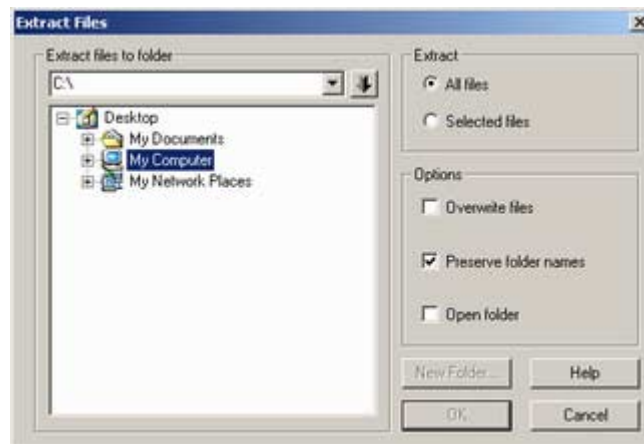 Extract Files
Extract files to folder
C:\
Desktop
My Documents
My Computer
My Network Places
Extract
All files
Selected files
Options
Overwrite files
Preserve folder names
Open folder
New Folder...
Help
OK
Cancel